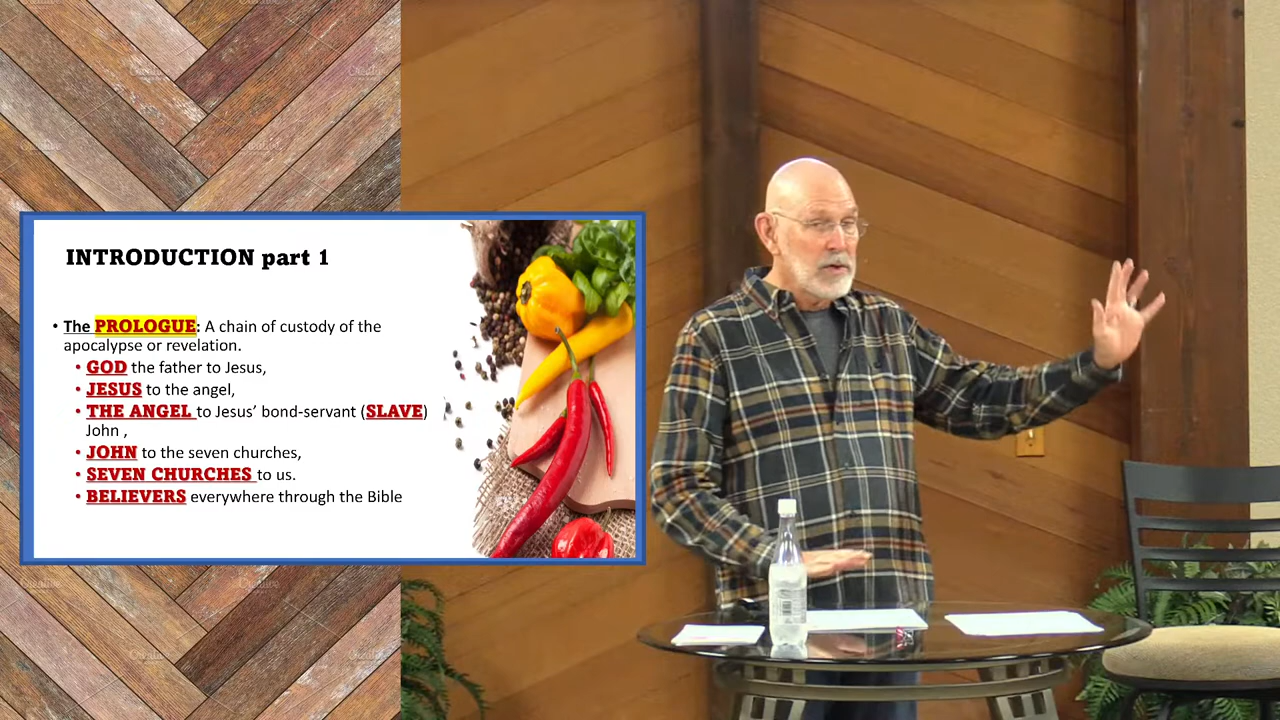 INTRODUCTION part 1
• The PROLOGUE: A chain of custody of the
apocalypse or revelation.
• GOD the father to Jesus,
• JESUS to the angel,
• THE ANGEL to Jesus’ bond-servant (SLAVE)
John ,
• JOHN to the seven churches,
• SEVEN CHURCHES to us.
• BELIEVERS everywhere through the Bible